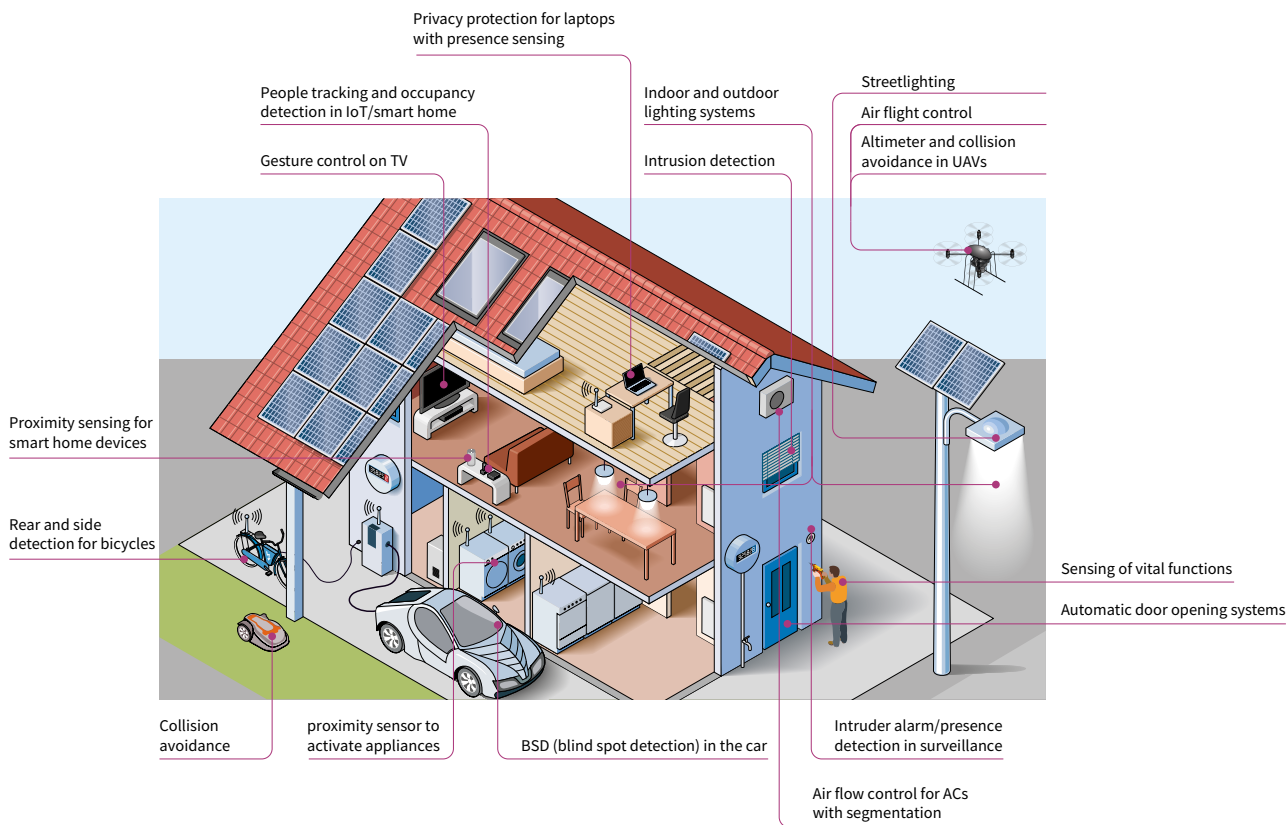 Privacy protection for laptops
with presence sensing
People tracking and occupancy
detection in IoT/smart home
Gesture control on TV
Indoor and outdoor
lighting systems
Intrusion detection
Streetlighting
Air flight control
Altimeter and collision
avoidance in UAVs
Proximity sensing for
smart home devices
Rear and side
detection for bicycles
Sensing of vital functions
Automatic door opening systems
Collision
avoidance
proximity sensor to
activate appliances
BSD (blind spot detection) in the car
Intruder alarm/presence
detection in surveillance
Air flow control for ACs
with segmentation